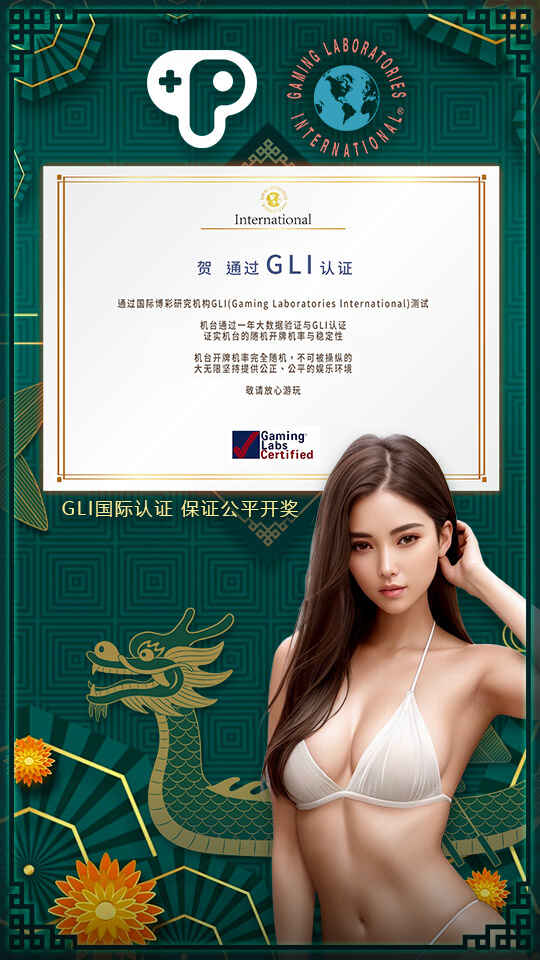 P
GAMING LABORATORIES
INTERNATIONAL®
International
贺 通过 GLI 认证
通过国际博彩研究机构GLI(Gaming Laboratories International)测试
机台通过一年大数据验证与GLI认证
证实机台的随机开牌机率与稳定性
机台开牌机率完全随机，不可被操纵的
大无限坚持提供公正、公平的娱乐环境
敬请放心游玩
Gaming
Labs
Certified
GLI国际认证 保证公平开奖